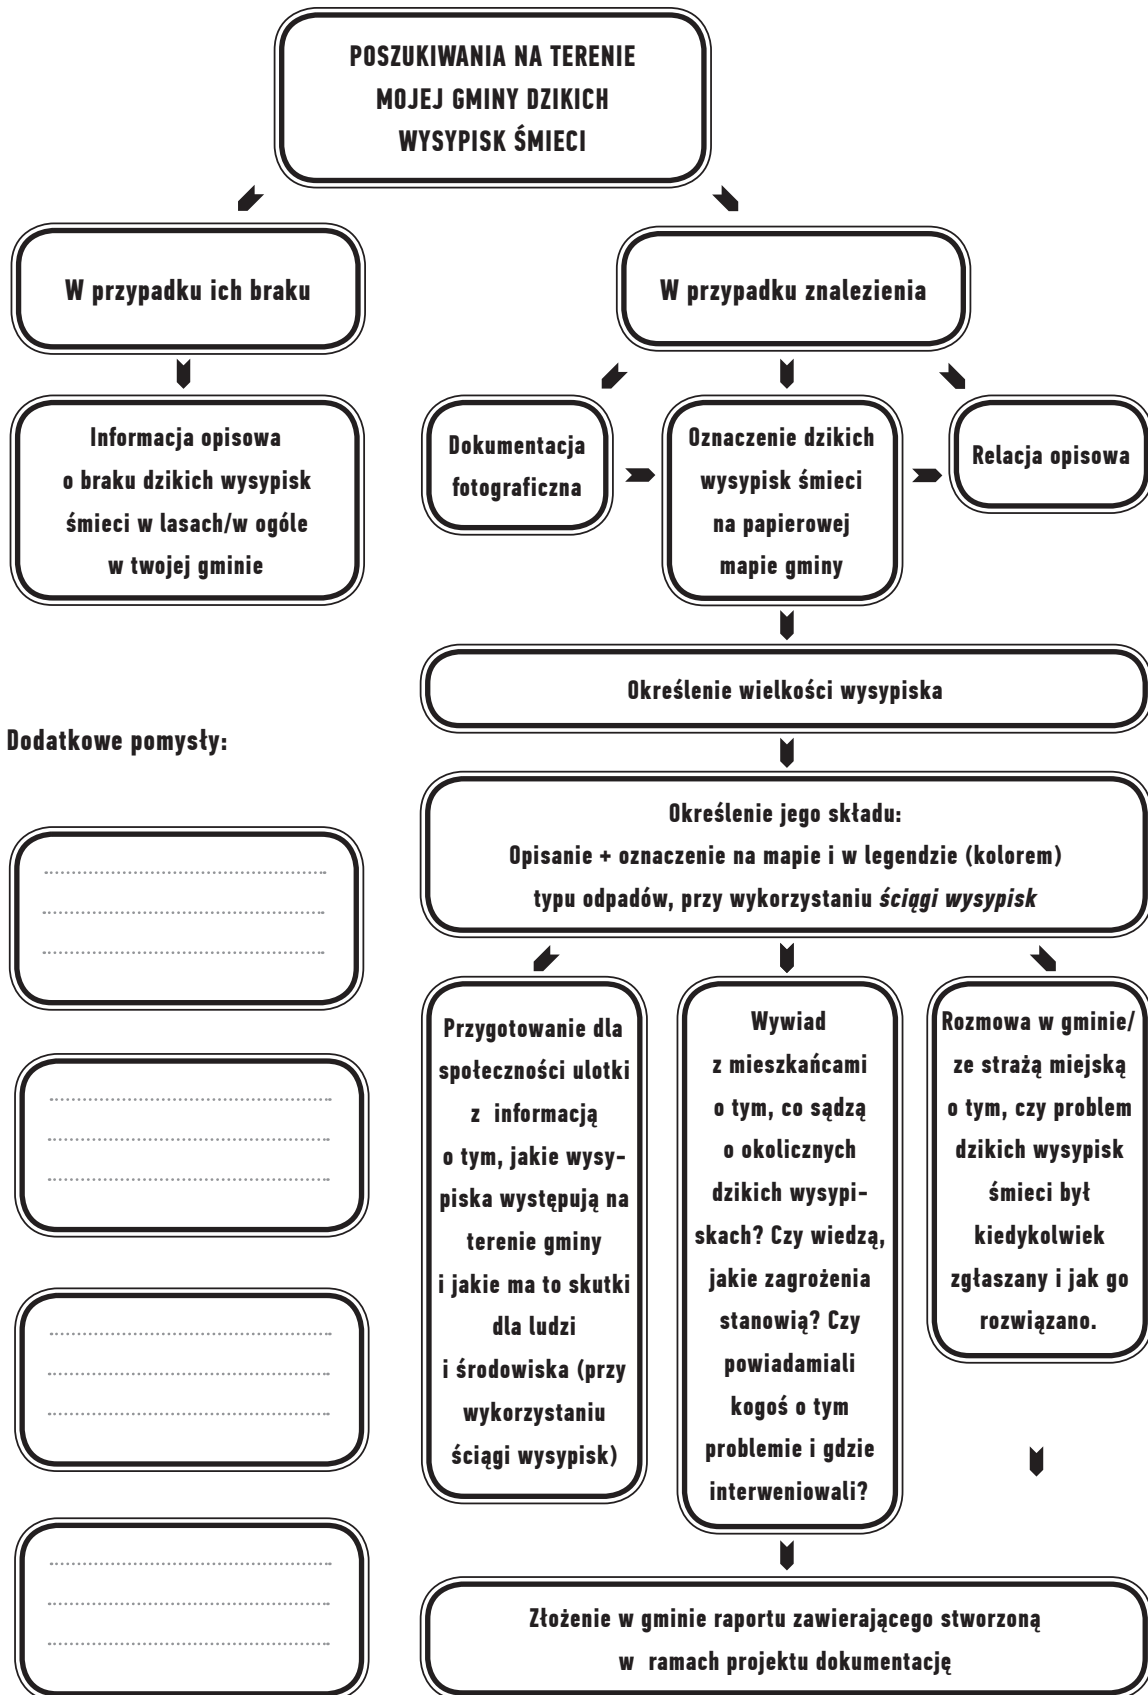 POSZUKIWANIA NA TERENIE
MOJEJ GMINY DZIKICH
WYSYPISK ŚMIECI
W przypadku ich braku
W przypadku znalezienia
Informacja opisowa
o braku dzikich wysypisk
śmieci w lasach/w ogóle
w twojej gminie
Dokumentacja
fotograficzna
Oznaczenie dzikich
wysypisk śmieci
na papierowej
mapie gminy
Relacja opisowa
Określenie wielkości wysypiska
Dodatkowe pomysły:
Określenie jego składu:
Opisanie + oznaczenie na mapie i w legendzie (kolorem)
typu odpadów, przy wykorzystaniu ściągi wysypisk
Przygotowanie dla
społeczności ulotki
z informacją
o tym, jakie wysy-
piska występują na
terenie gminy
i jakie ma to skutki
dla ludzi
i środowiska (przy
wykorzystaniu
ściągi wysypisk)
Wywiad
z mieszkańcami
o tym, co sądzą
o okolicznych
dzikich wysypi-
skach? Czy wiedzą,
jakie zagrożenia
stanowią? Czy
powiadamiali
kogoś o tym
problemie i gdzie
interweniowali?
Rozmowa w gminie/
ze strażą miejską
o tym, czy problem
dzikich wysypisk
śmieci był
kiedykolwiek
zgłaszany i jak go
rozwiązano.
Złożenie w gminie raportu zawierającego stworzoną
w ramach projektu dokumentację